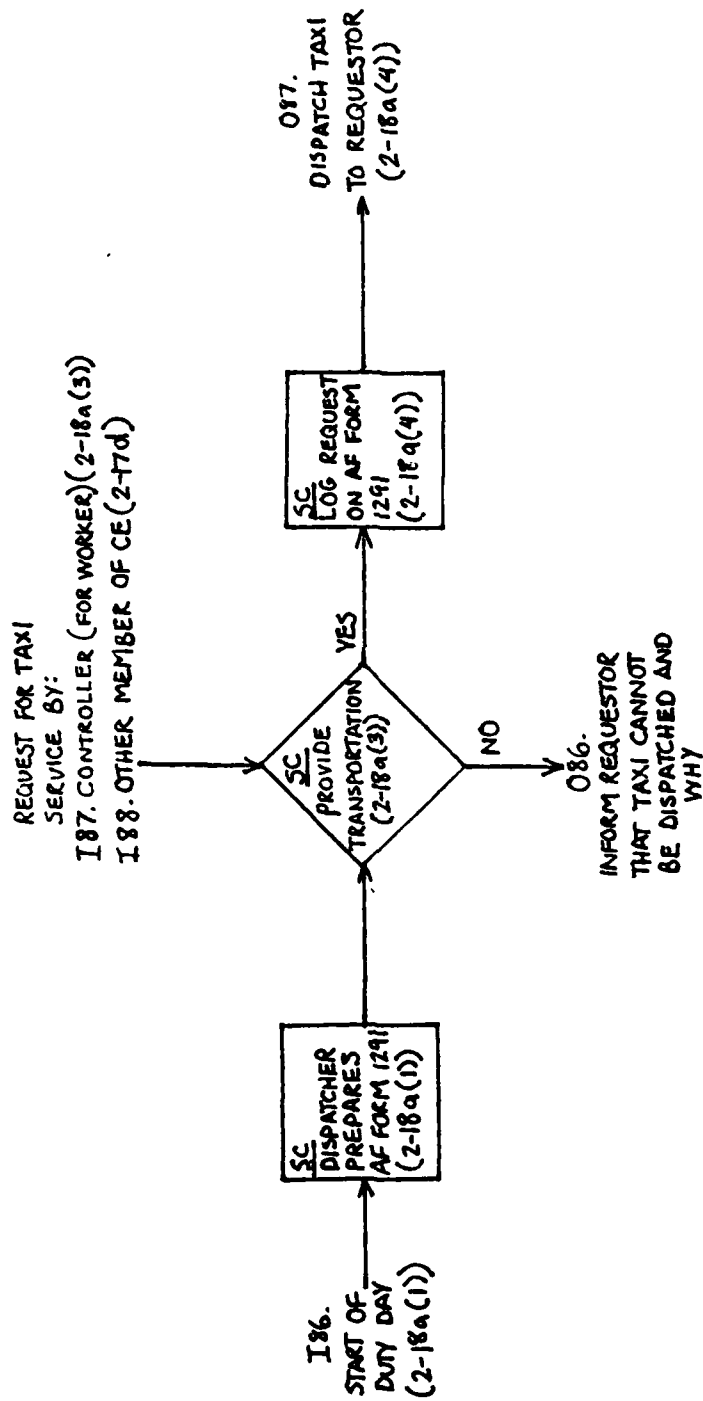 REQUEST FOR TAXI
SERVICE BY:
I87. CONTROLLER (FOR WORKER)(2-18a(3))
I88. OTHER MEMBER OF CE (2-17d)
I86.
START OF
DUTY DAY
(2-18a(1))
SC
DISPATCHER
PREPARES
AF FORM 1291
(2-18a(1))
SC
PROVIDE
TRANSPORTATION
(2-18a(3))
YES
NO
SC
LOG REQUEST
ON AF FORM
1291
(2-18a(4))
O87.
DISPATCH TAXI
TO REQUESTOR
(2-18a(4))
O86.
INFORM REQUESTOR
THAT TAXI CANNOT
BE DISPATCHED AND
WHY